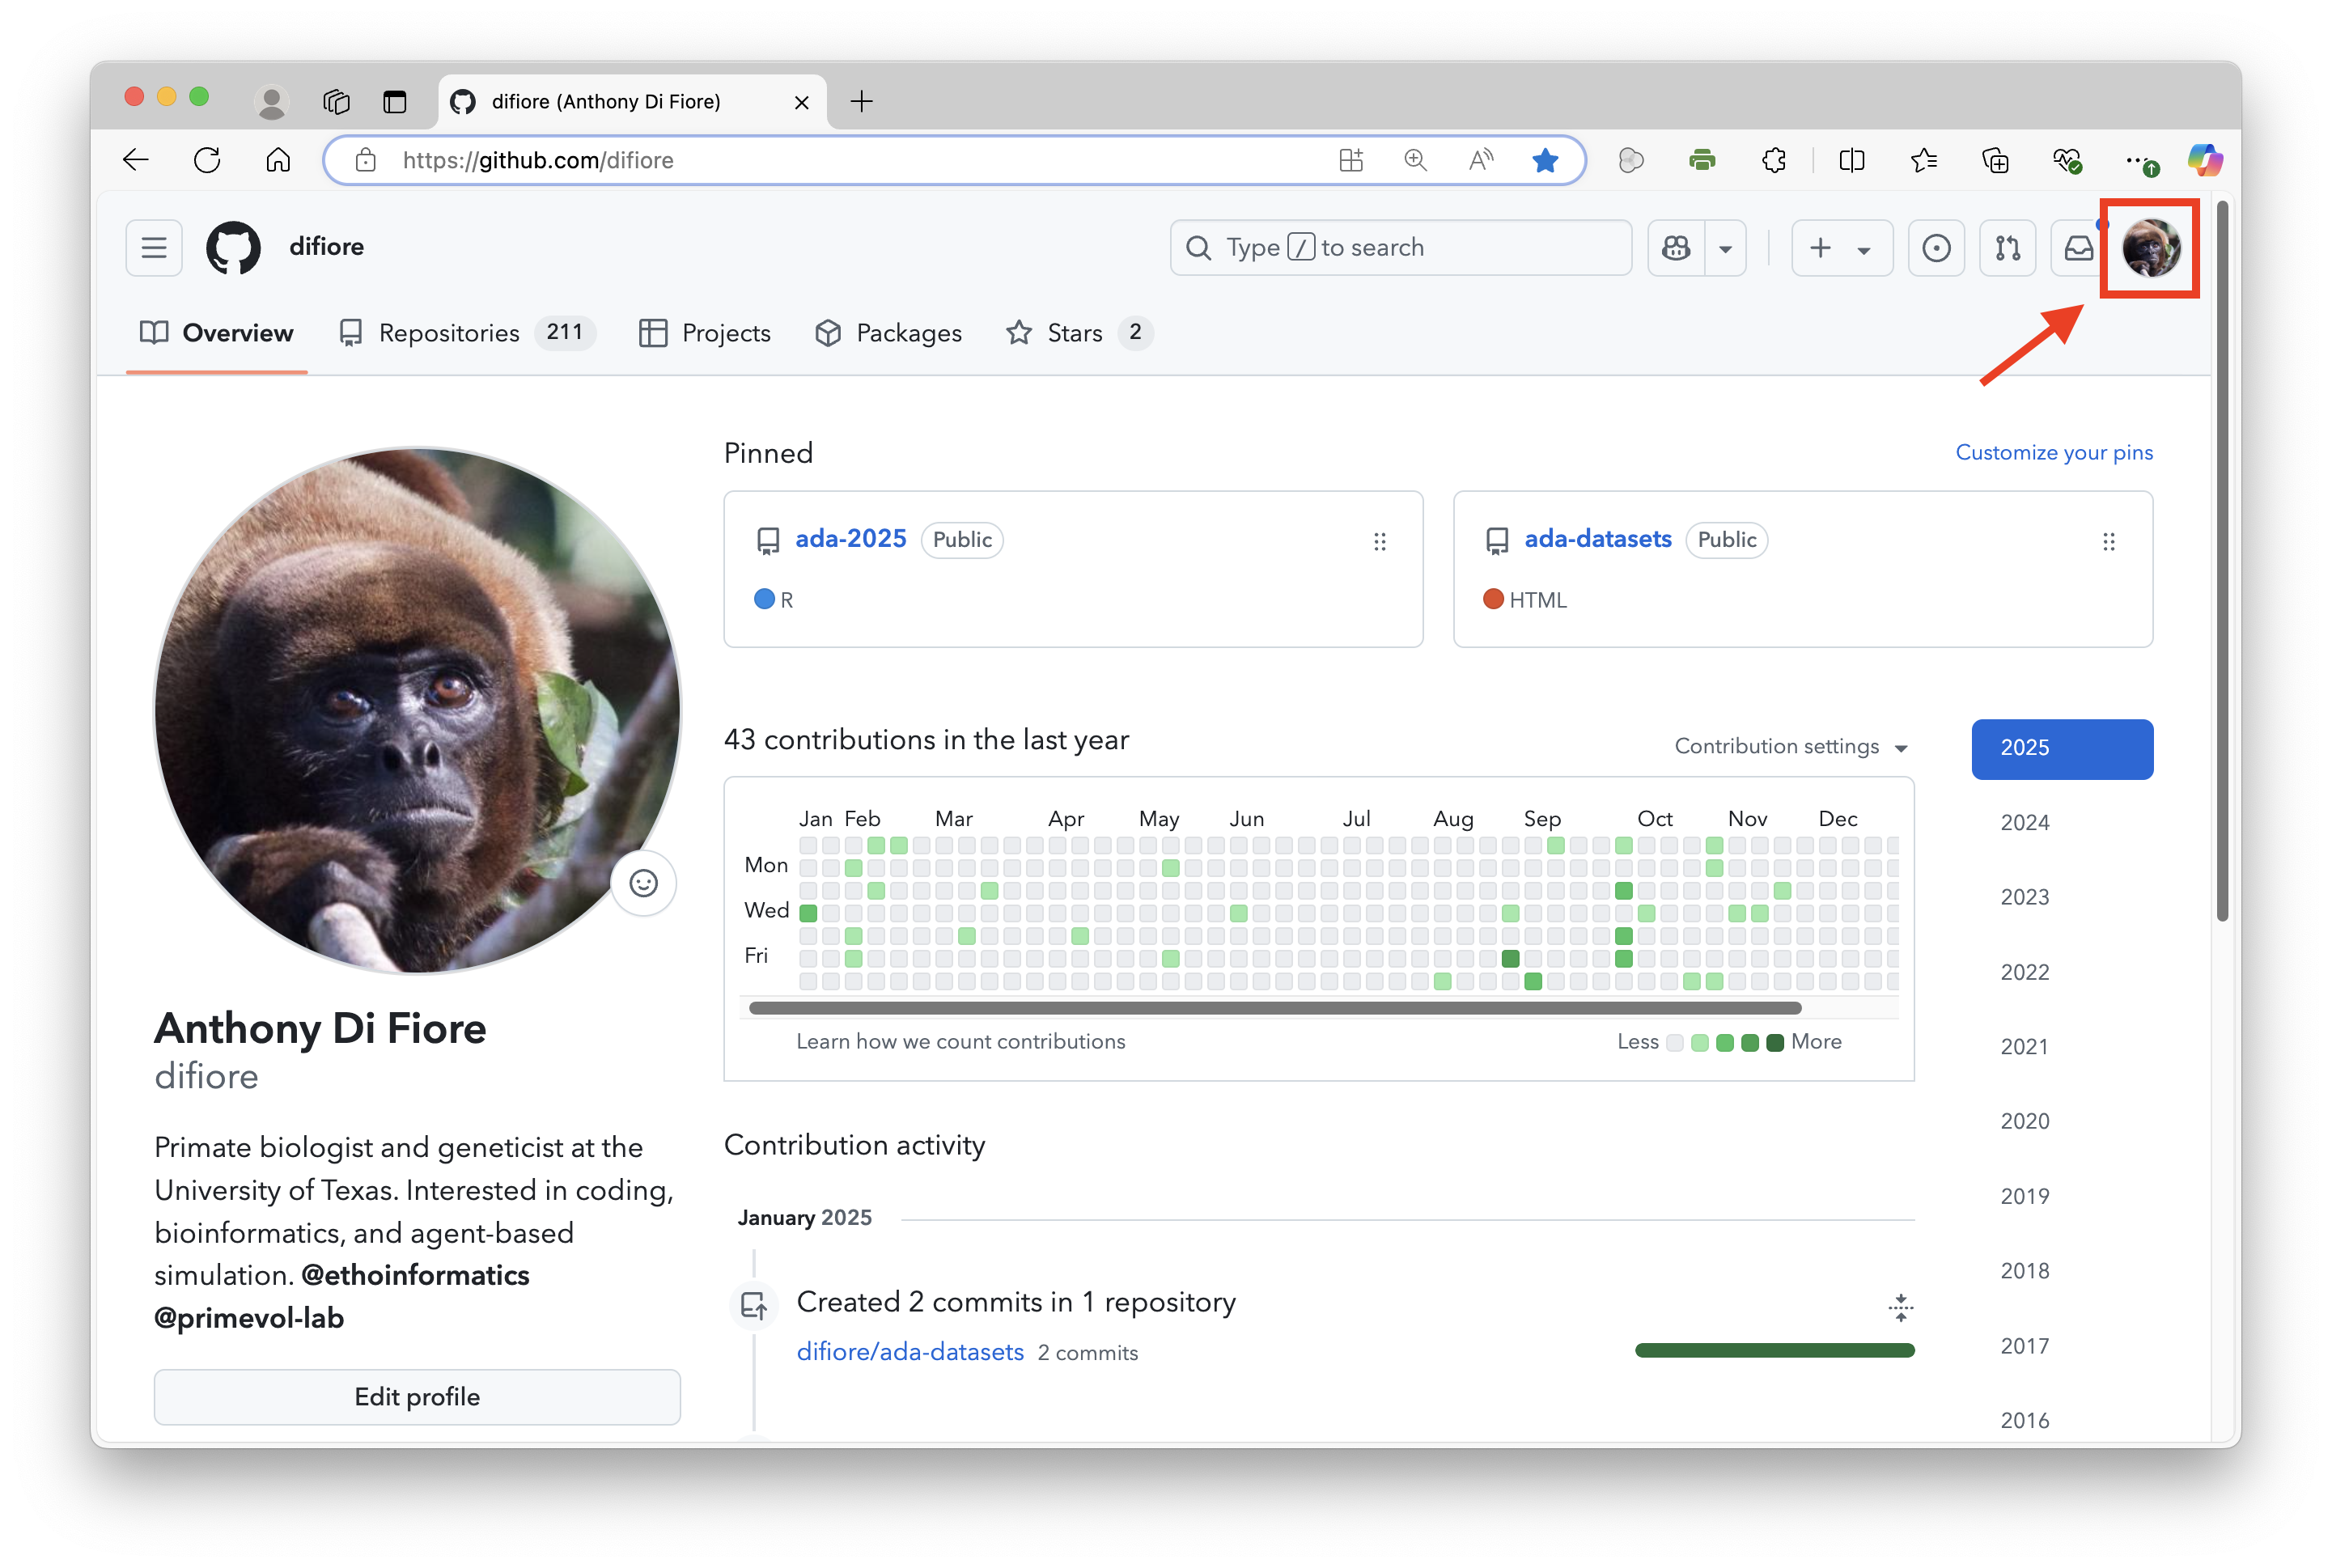 difiore (Anthony Di Fiore)
https://github.com/difiore
difiore
Type / to search
Overview
Repositories 211
Projects
Packages
Stars 2
Pinned
Customize your pins
ada-2025 Public
R
ada-datasets Public
HTML
43 contributions in the last year
Contribution settings
Jan Feb Mar Apr May Jun Jul Aug Sep Oct Nov Dec
Mon
Wed
Fri
Learn how we count contributions
Less More
2025
2024
2023
2022
2021
2020
2019
2018
2017
2016
Anthony Di Fiore
difiore
Primate biologist and geneticist at the
University of Texas. Interested in coding,
bioinformatics, and agent-based
simulation. @ethoinformatics
@primevol-lab
Edit profile
Contribution activity
January 2025
Created 2 commits in 1 repository
difiore/ada-datasets 2 commits